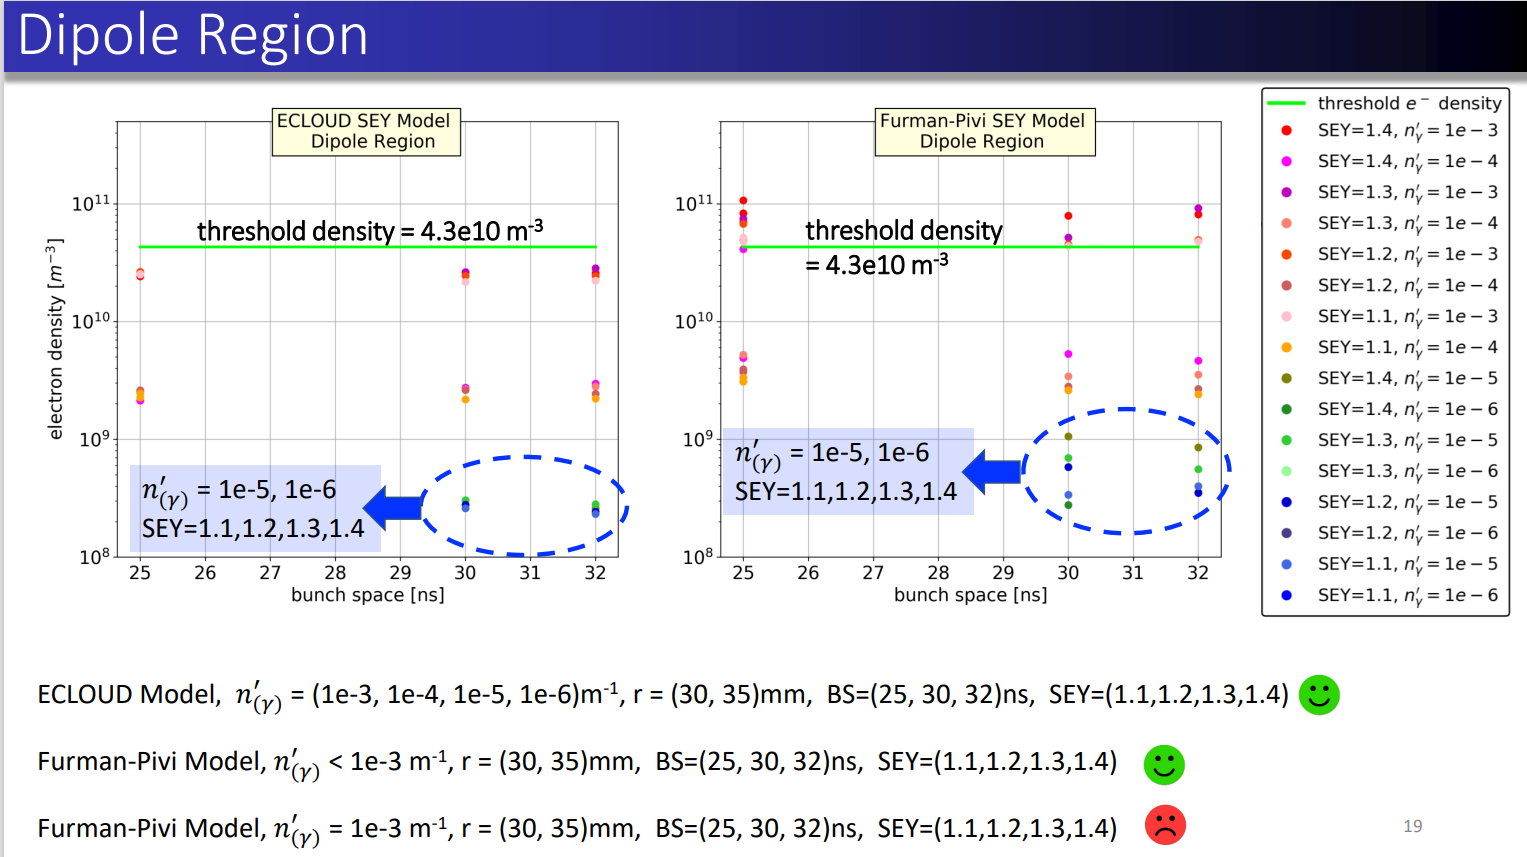 Dipole Region
ECLOUD SEY Model
Dipole Region
threshold density = 4.3e10 m-3
electron density [m−3]
10^11
10^10
10^9
10^8
n′(γ) = 1e-5, 1e-6
SEY=1.1,1.2,1.3,1.4
25 26 27 28 29 30 31 32
bunch space [ns]
Furman-Pivi SEY Model
Dipole Region
threshold density
= 4.3e10 m-3
10^11
10^10
10^9
10^8
n′(γ) = 1e-5, 1e-6
SEY=1.1,1.2,1.3,1.4
25 26 27 28 29 30 31 32
bunch space [ns]
threshold e− density
SEY=1.4, n′γ = 1e − 3
SEY=1.4, n′γ = 1e − 4
SEY=1.3, n′γ = 1e − 3
SEY=1.3, n′γ = 1e − 4
SEY=1.2, n′γ = 1e − 3
SEY=1.2, n′γ = 1e − 4
SEY=1.1, n′γ = 1e − 3
SEY=1.1, n′γ = 1e − 4
SEY=1.4, n′γ = 1e − 5
SEY=1.4, n′γ = 1e − 6
SEY=1.3, n′γ = 1e − 5
SEY=1.3, n′γ = 1e − 6
SEY=1.2, n′γ = 1e − 5
SEY=1.2, n′γ = 1e − 6
SEY=1.1, n′γ = 1e − 5
SEY=1.1, n′γ = 1e − 6
ECLOUD Model, n′(γ) = (1e-3, 1e-4, 1e-5, 1e-6)m-1, r = (30, 35)mm, BS=(25, 30, 32)ns, SEY=(1.1,1.2,1.3,1.4)
Furman-Pivi Model, n′(γ) < 1e-3 m-1, r = (30, 35)mm, BS=(25, 30, 32)ns, SEY=(1.1,1.2,1.3,1.4)
Furman-Pivi Model, n′(γ) = 1e-3 m-1, r = (30, 35)mm, BS=(25, 30, 32)ns, SEY=(1.1,1.2,1.3,1.4)
19